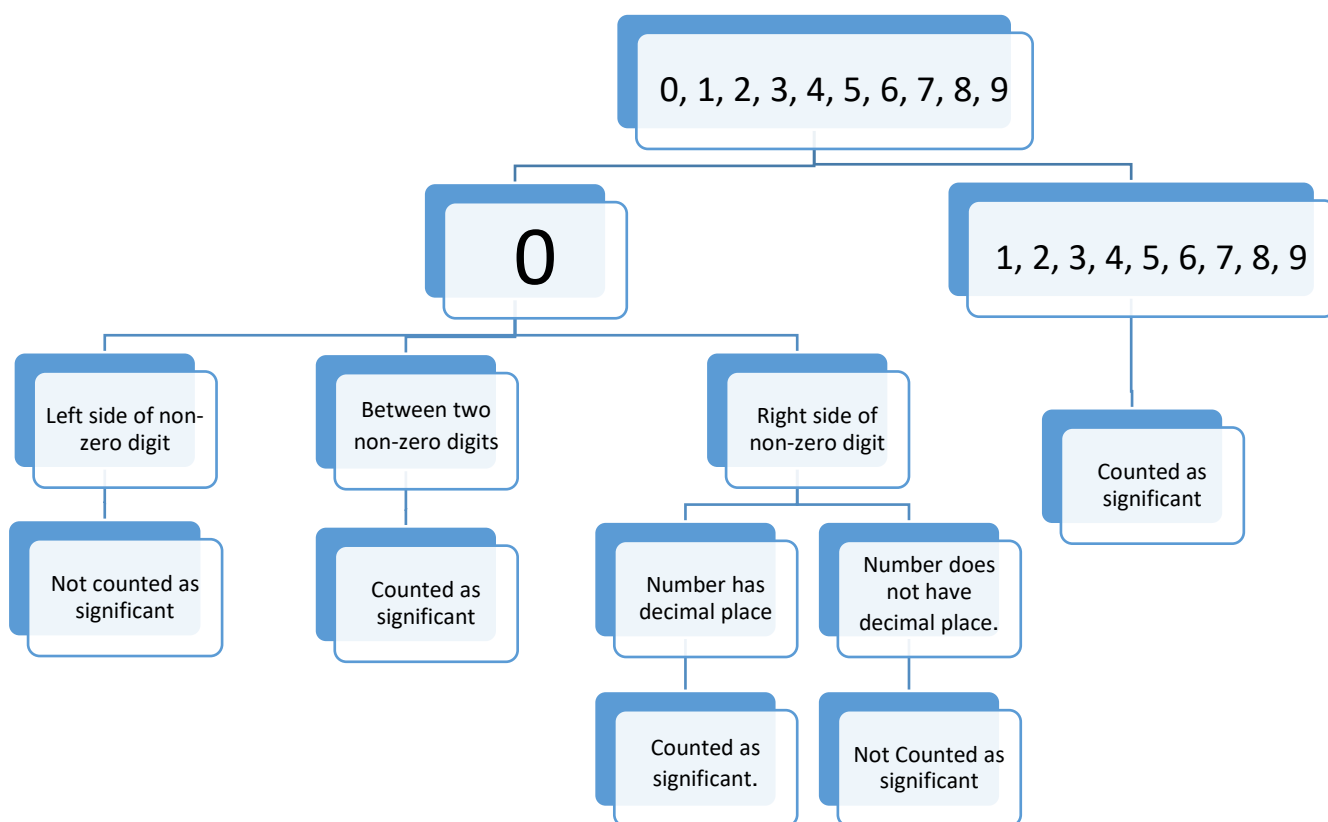 0, 1, 2, 3, 4, 5, 6, 7, 8, 9
0
1, 2, 3, 4, 5, 6, 7, 8, 9
Left side of non-
zero digit
Between two
non-zero digits
Right side of
non-zero digit
Counted as
significant
Not counted as
significant
Counted as
significant
Number has
decimal place
Number does
not have
decimal place.
Counted as
significant.
Not Counted as
significant